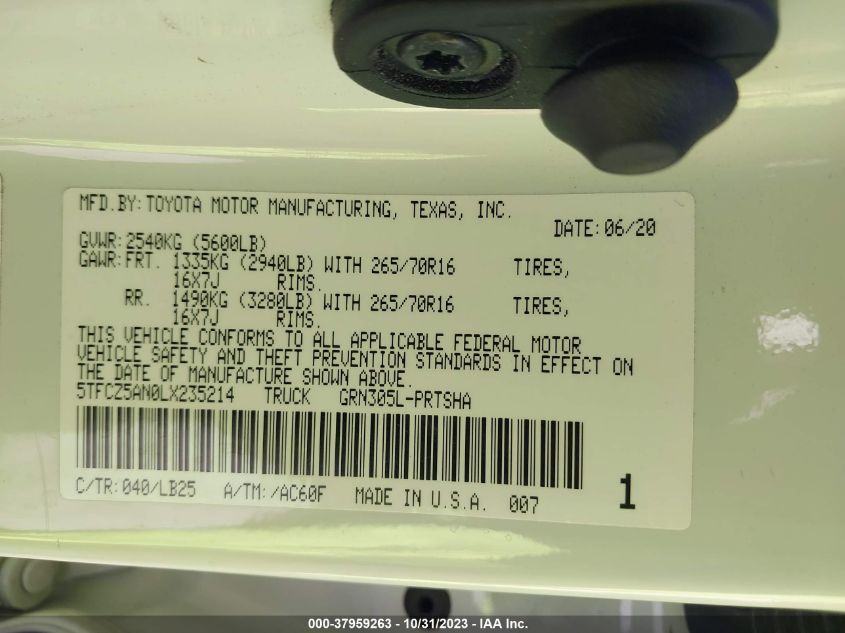 MFD.BY:TOYOTA MOTOR MANUFACTURING, TEXAS, INC.
DATE:06/20
GVWR:2540KG (5600LB)
GAWR:FRT. 1335KG (2940LB) WITH 265/70R16 TIRES,
16X7J RIMS.
RR. 1490KG (3280LB) WITH 265/70R16 TIRES,
16X7J RIMS.
THIS VEHICLE CONFORMS TO ALL APPLICABLE FEDERAL MOTOR
VEHICLE SAFETY AND THEFT PREVENTION STANDARDS IN EFFECT ON
THE DATE OF MANUFACTURE SHOWN ABOVE.
5TFCZ5AN0LX235214 TRUCK GRN305L-PRTSHA
C/TR:040/LB25 A/TM:/AC60F MADE IN U.S.A. 007 1
000-37959263 - 10/31/2023 - IAA Inc.